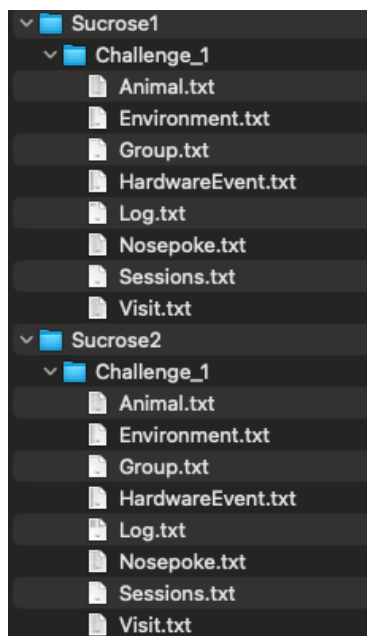 Sucrose1
Challenge_1
Animal.txt
Environment.txt
Group.txt
HardwareEvent.txt
Log.txt
Nosepoke.txt
Sessions.txt
Visit.txt
Sucrose2
Challenge_1
Animal.txt
Environment.txt
Group.txt
HardwareEvent.txt
Log.txt
Nosepoke.txt
Sessions.txt
Visit.txt